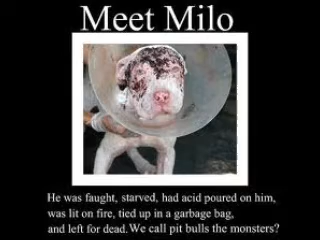 Meet Milo
He was faught, starved, had acid poured on him,
was lit on fire, tied up in a garbage bag,
and left for dead.We call pit bulls the monsters?